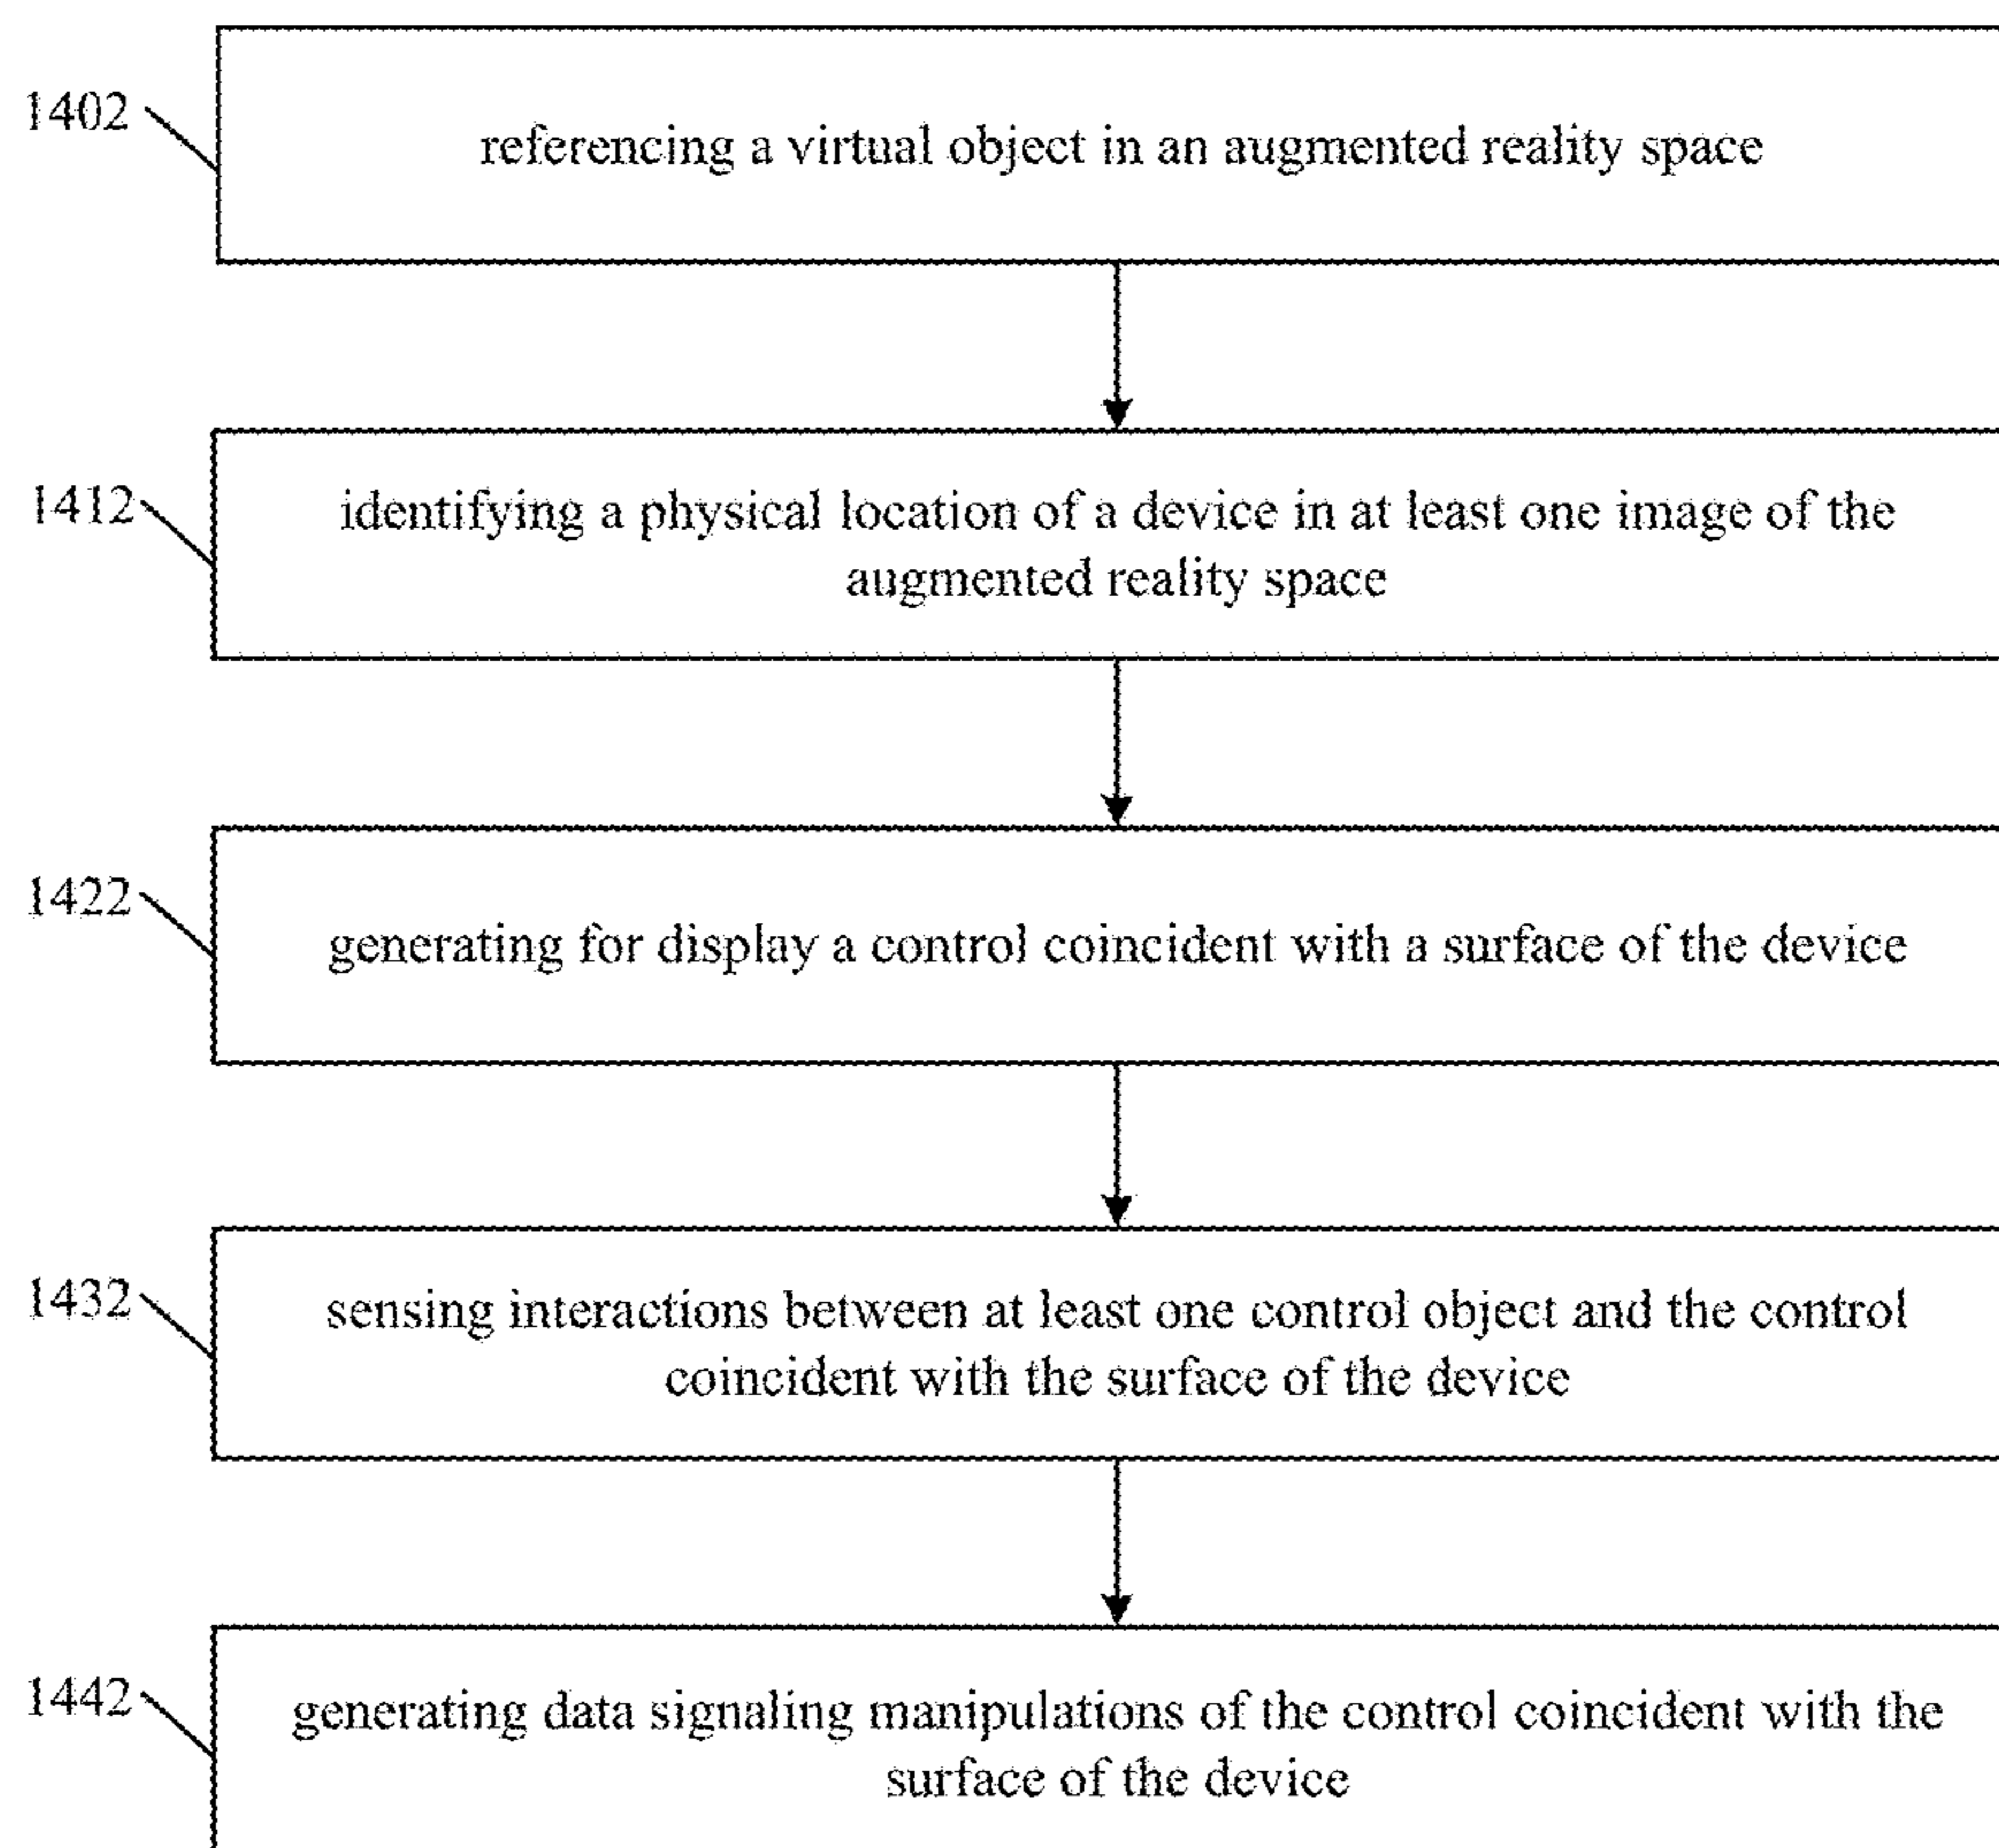 1402
referencing a virtual object in an augmented reality space
1412
identifying a physical location of a device in at least one image of the
augmented reality space
1422
generating for display a control coincident with a surface of the device
1432
sensing interactions between at least one control object and the control
coincident with the surface of the device
1442
generating data signaling manipulations of the control coincident with the
surface of the device